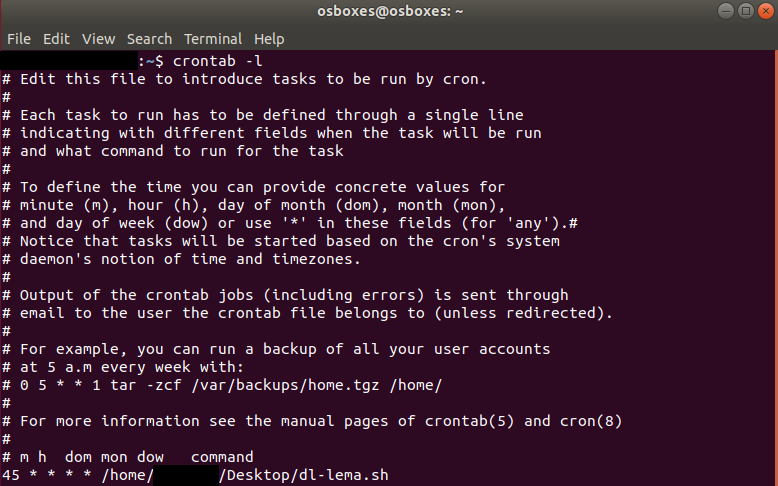 osboxes@osboxes: ~
File Edit View Search Terminal Help
:~$ crontab -l
# Edit this file to introduce tasks to be run by cron.
#
# Each task to run has to be defined through a single line
# indicating with different fields when the task will be run
# and what command to run for the task
#
# To define the time you can provide concrete values for
# minute (m), hour (h), day of month (dom), month (mon),
# and day of week (dow) or use '*' in these fields (for 'any').#
# Notice that tasks will be started based on the cron's system
# daemon's notion of time and timezones.
#
# Output of the crontab jobs (including errors) is sent through
# email to the user the crontab file belongs to (unless redirected).
#
# For example, you can run a backup of all your user accounts
# at 5 a.m every week with:
# 0 5 * * 1 tar -zcf /var/backups/home.tgz /home/
#
# For more information see the manual pages of crontab(5) and cron(8)
#
# m h  dom mon dow   command
45 * * * * /home/ /Desktop/dl-lema.sh